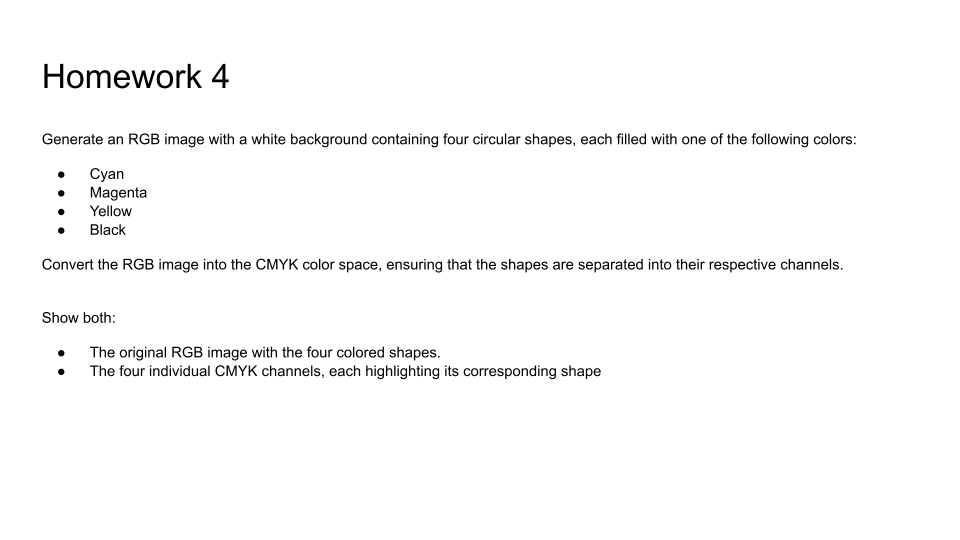 Homework 4
Generate an RGB image with a white background containing four circular shapes, each filled with one of the following colors:
● Cyan
● Magenta
● Yellow
● Black
Convert the RGB image into the CMYK color space, ensuring that the shapes are separated into their respective channels.
Show both:
● The original RGB image with the four colored shapes.
● The four individual CMYK channels, each highlighting its corresponding shape